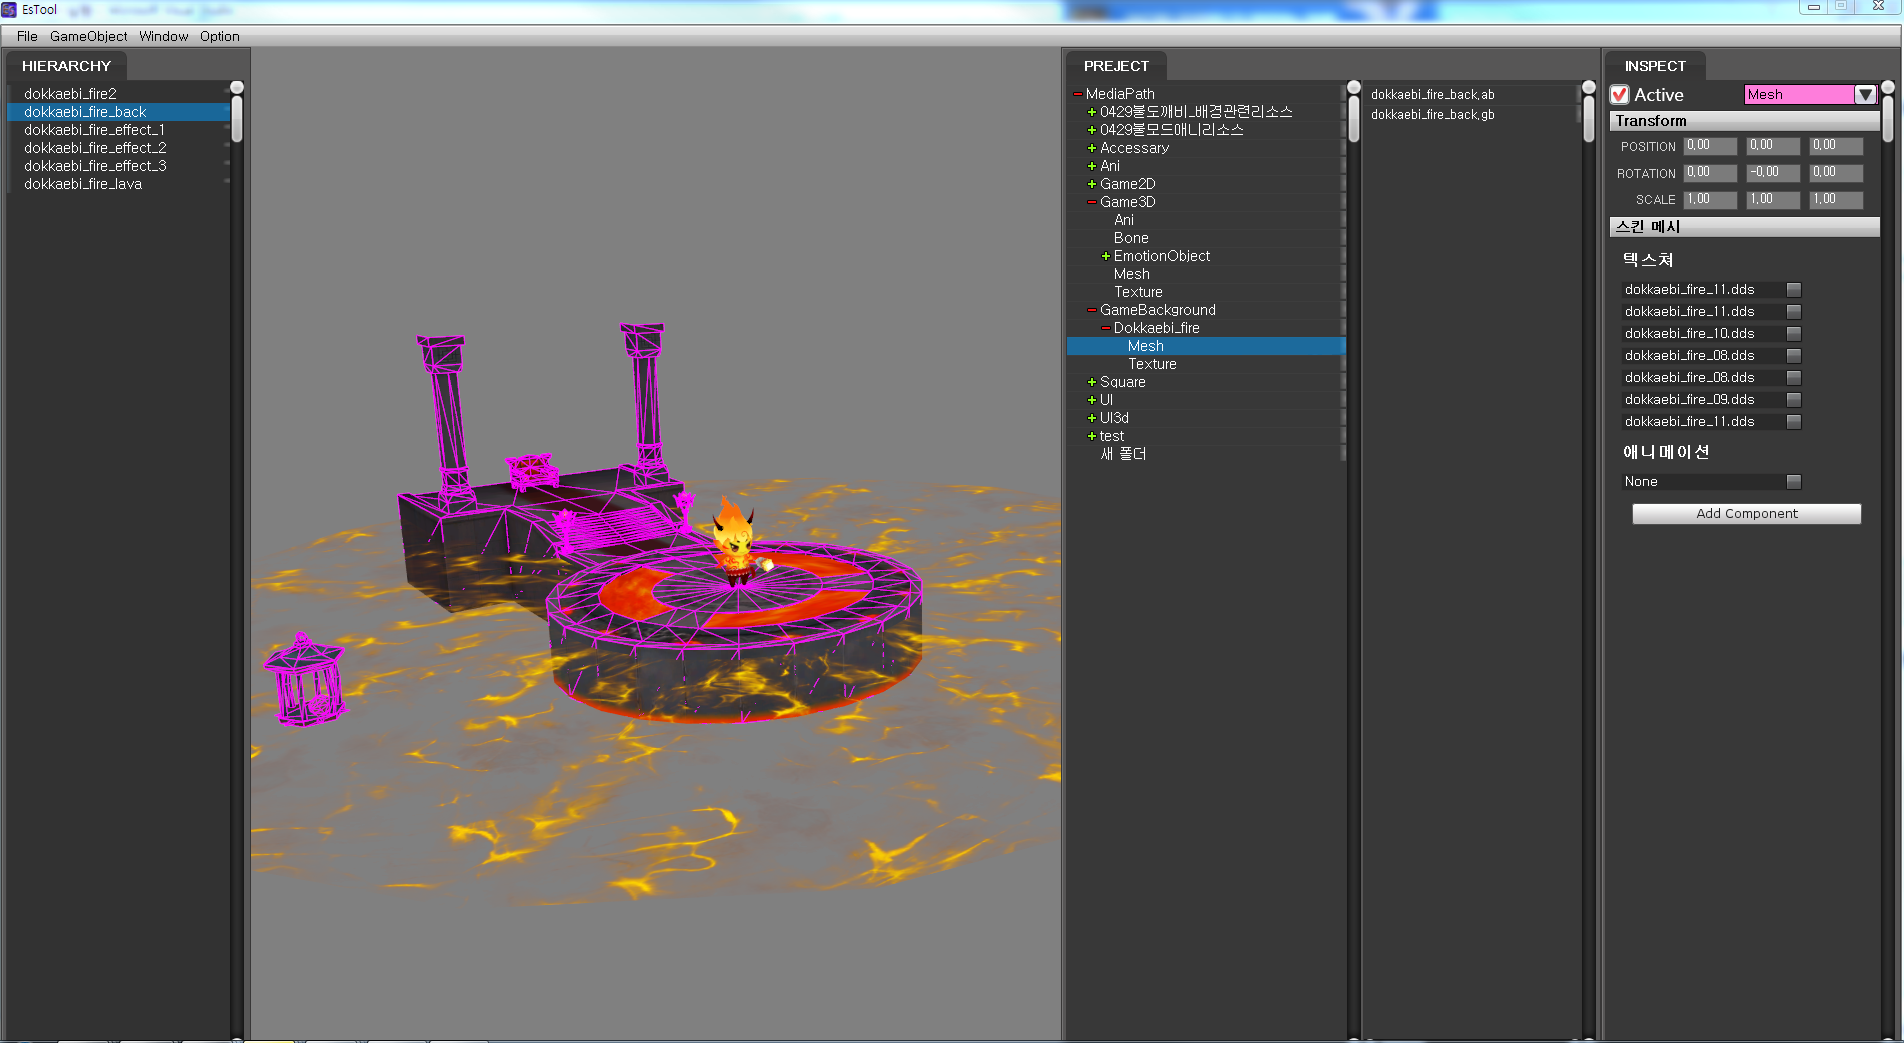 EsTool
File GameObject Window Option
HIERARCHY
dokkaebi_fire2
dokkaebi_fire_back
dokkaebi_fire_effect_1
dokkaebi_fire_effect_2
dokkaebi_fire_effect_3
dokkaebi_fire_lava
PREJECT
MediaPath
0429불도깨비_배경관련리소스
0429불모드애니리소스
Accessary
Ani
Game2D
Game3D
Ani
Bone
EmotionObject
Mesh
Texture
GameBackground
Dokkaebi_fire
Mesh
Texture
Square
UI
UI3d
test
새 폴더
dokkaebi_fire_back.ab
dokkaebi_fire_back.gb
INSPECT
Active Mesh
Transform
POSITION 0.00 0.00 0.00
ROTATION 0.00 -0.00 0.00
SCALE 1.00 1.00 1.00
스킨 메시
텍스쳐
dokkaebi_fire_11.dds
dokkaebi_fire_11.dds
dokkaebi_fire_10.dds
dokkaebi_fire_08.dds
dokkaebi_fire_08.dds
dokkaebi_fire_09.dds
dokkaebi_fire_11.dds
애니메이션
None
Add Component